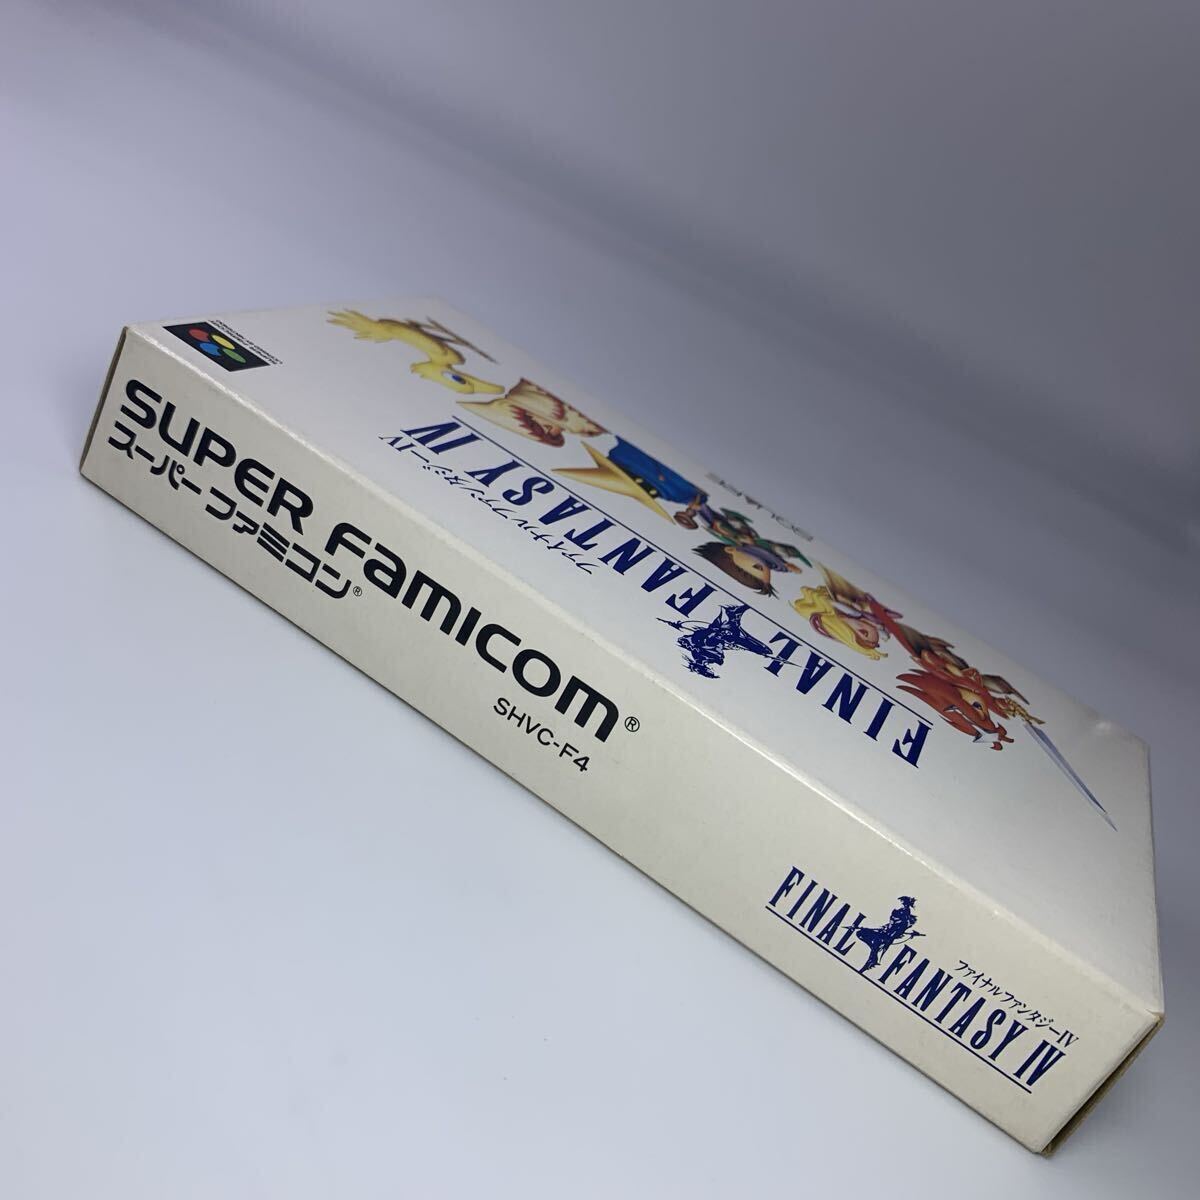 SUPER FAMICOM®
スーパーファミコン®
SHVC-F4
FINAL FANTASY IV
ファイナルファンタジーIV
FINAL FANTASY IV
ファイナルファンタジーIV
SQUARE